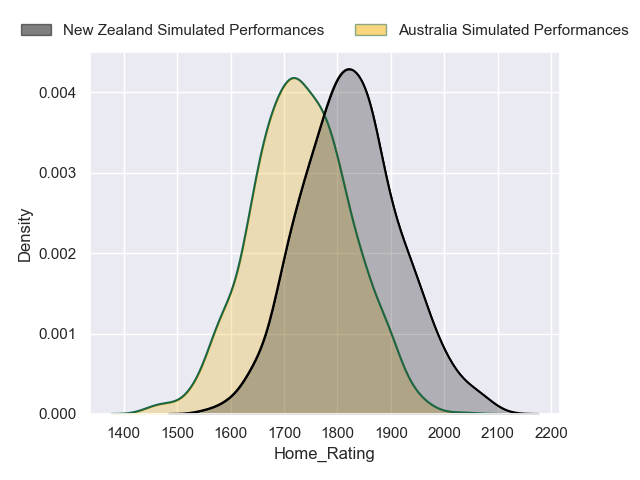 New Zealand Simulated Performances Australia Simulated Performances
0.004
0.003
0.002
0.001
0.000
Density
1400 1500 1600 1700 1800 1900 2000 2100 2200
Home_Rating